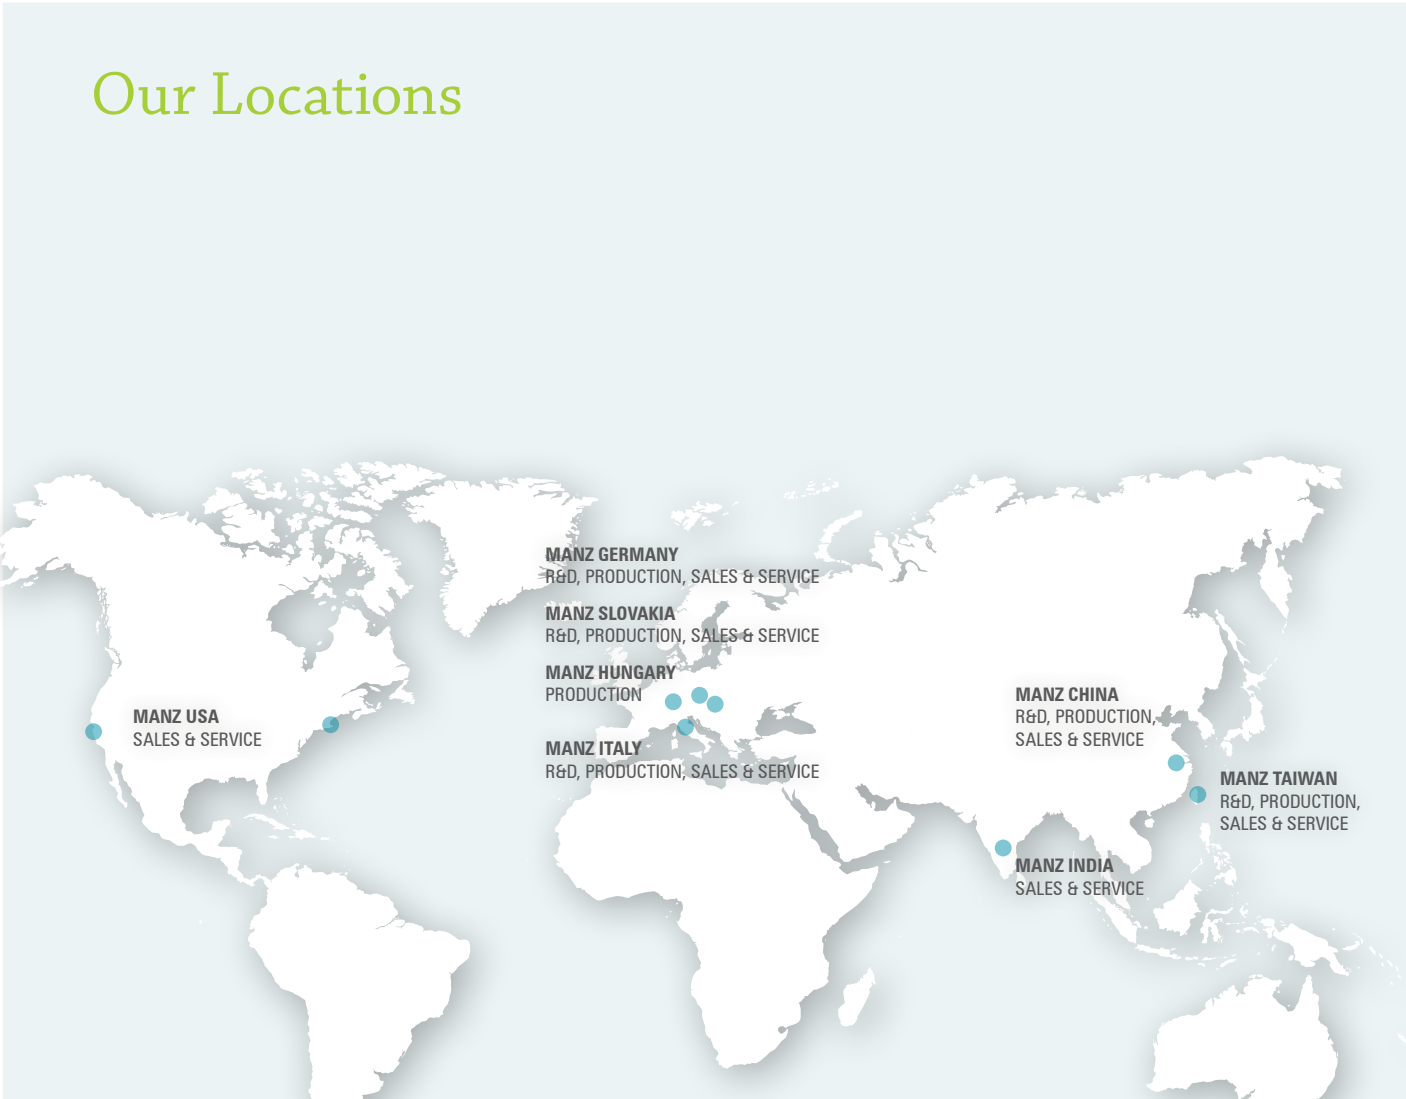 Our Locations
MANZ GERMANY
R&D, PRODUCTION, SALES & SERVICE
MANZ SLOVAKIA
R&D, PRODUCTION, SALES & SERVICE
MANZ HUNGARY
PRODUCTION
MANZ ITALY
R&D, PRODUCTION, SALES & SERVICE
MANZ USA
SALES & SERVICE
MANZ CHINA
R&D, PRODUCTION,
SALES & SERVICE
MANZ TAIWAN
R&D, PRODUCTION,
SALES & SERVICE
MANZ INDIA
SALES & SERVICE